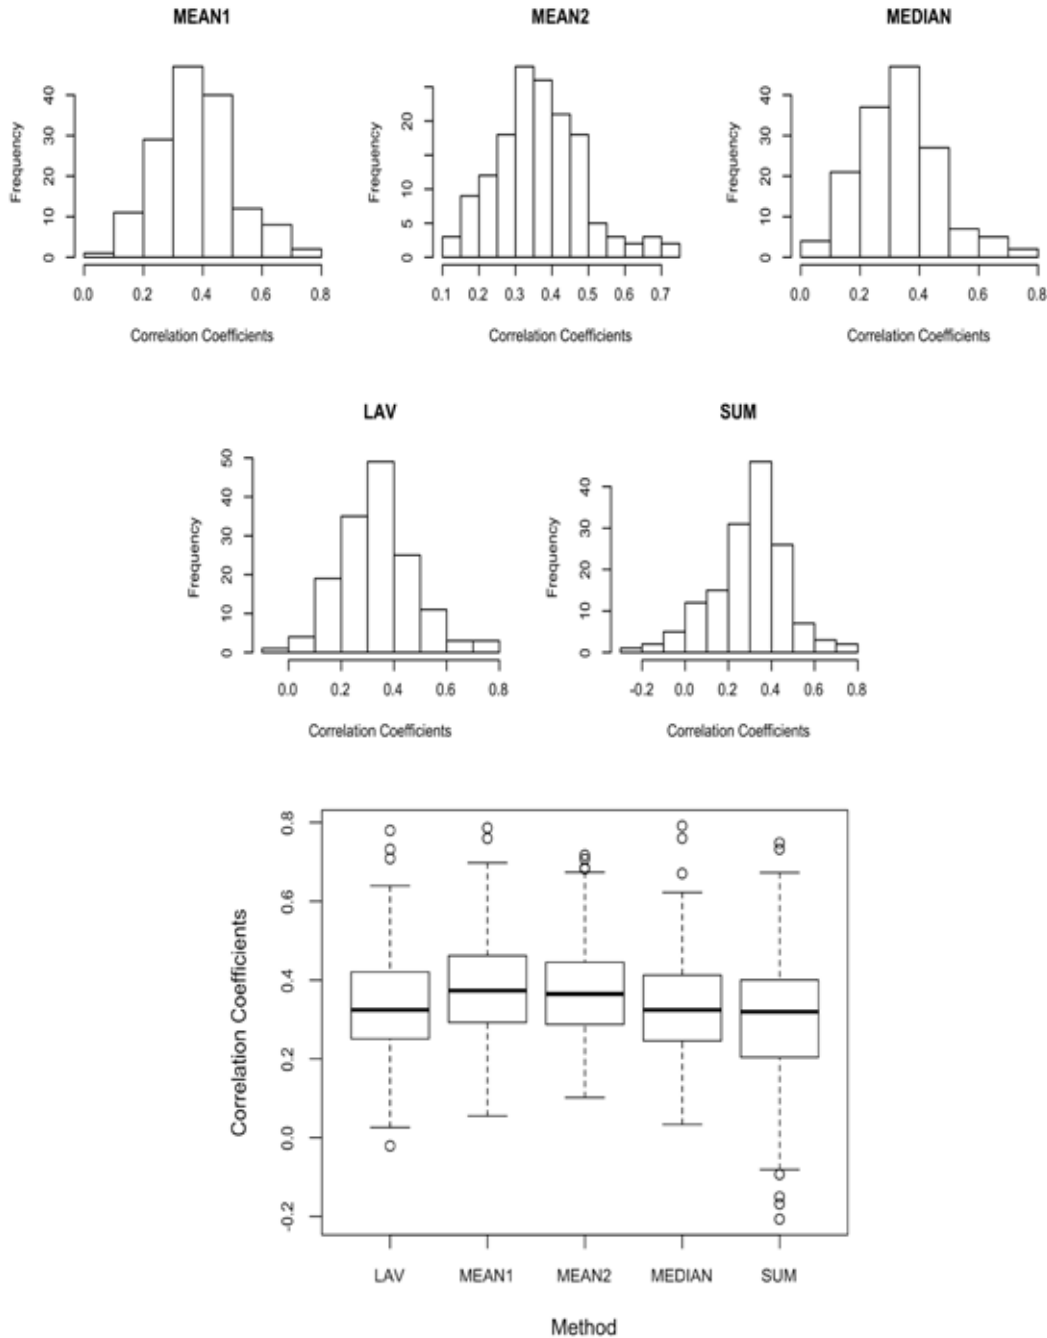 MEAN1 MEAN2 MEDIAN
Frequency
0 10 20 30 40
0.0 0.2 0.4 0.6 0.8
Correlation Coefficients
Frequency
0 5 10 20
0.1 0.2 0.3 0.4 0.5 0.6 0.7
Correlation Coefficients
Frequency
0 10 20 30 40
0.0 0.2 0.4 0.6 0.8
Correlation Coefficients
LAV SUM
Frequency
0 10 20 30 40 50
0.0 0.2 0.4 0.6 0.8
Correlation Coefficients
Frequency
0 10 20 30 40
-0.2 0.0 0.2 0.4 0.6 0.8
Correlation Coefficients
Correlation Coefficients
-0.2 0.0 0.2 0.4 0.6 0.8
LAV MEAN1 MEAN2 MEDIAN SUM
Method